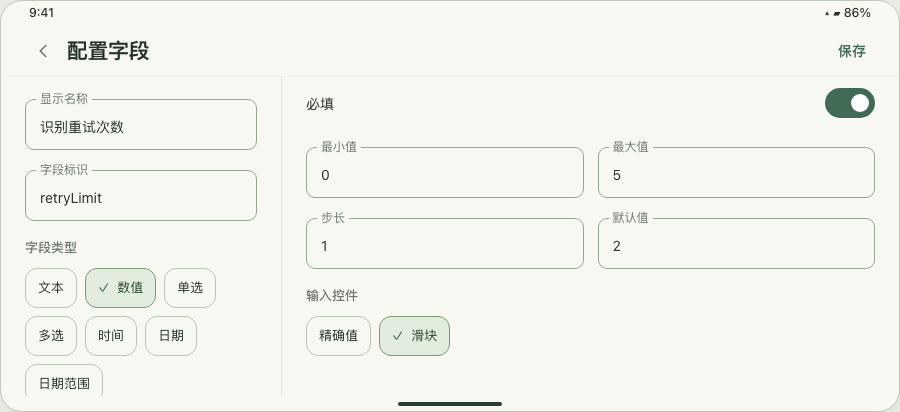 9:41
86%
配置字段
保存
显示名称
识别重试次数
字段标识
retryLimit
字段类型
文本
数值
单选
多选
时间
日期
日期范围
必填
最小值
0
最大值
5
步长
1
默认值
2
输入控件
精确值
滑块